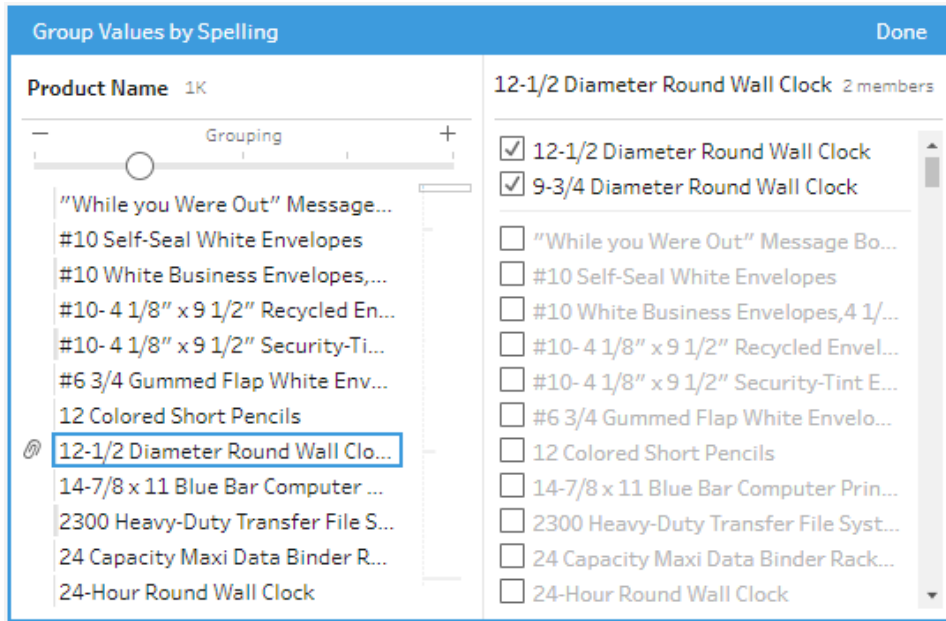 Group Values by Spelling
Done
Product Name 1K
− Grouping +
"While you Were Out" Message...
#10 Self-Seal White Envelopes
#10 White Business Envelopes,...
#10- 4 1/8" x 9 1/2" Recycled En...
#10- 4 1/8" x 9 1/2" Security-Ti...
#6 3/4 Gummed Flap White Env...
12 Colored Short Pencils
12-1/2 Diameter Round Wall Clo...
14-7/8 x 11 Blue Bar Computer ...
2300 Heavy-Duty Transfer File S...
24 Capacity Maxi Data Binder R...
24-Hour Round Wall Clock
12-1/2 Diameter Round Wall Clock 2 members
12-1/2 Diameter Round Wall Clock
9-3/4 Diameter Round Wall Clock
"While you Were Out" Message Bo...
#10 Self-Seal White Envelopes
#10 White Business Envelopes,4 1/...
#10- 4 1/8" x 9 1/2" Recycled Envel...
#10- 4 1/8" x 9 1/2" Security-Tint E...
#6 3/4 Gummed Flap White Envelo...
12 Colored Short Pencils
14-7/8 x 11 Blue Bar Computer Prin...
2300 Heavy-Duty Transfer File Syst...
24 Capacity Maxi Data Binder Rack...
24-Hour Round Wall Clock